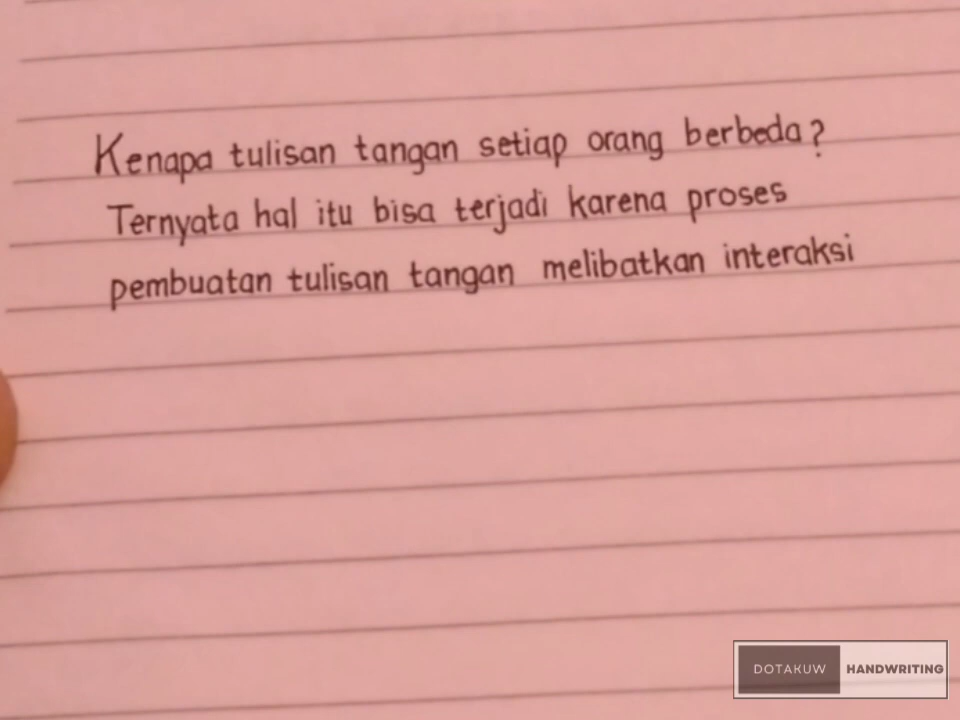 Kenapa tulisan tangan setiap orang berbeda?
Ternyata hal itu bisa terjadi karena proses
pembuatan tulisan tangan melibatkan interaksi
DOTAKUW HANDWRITING